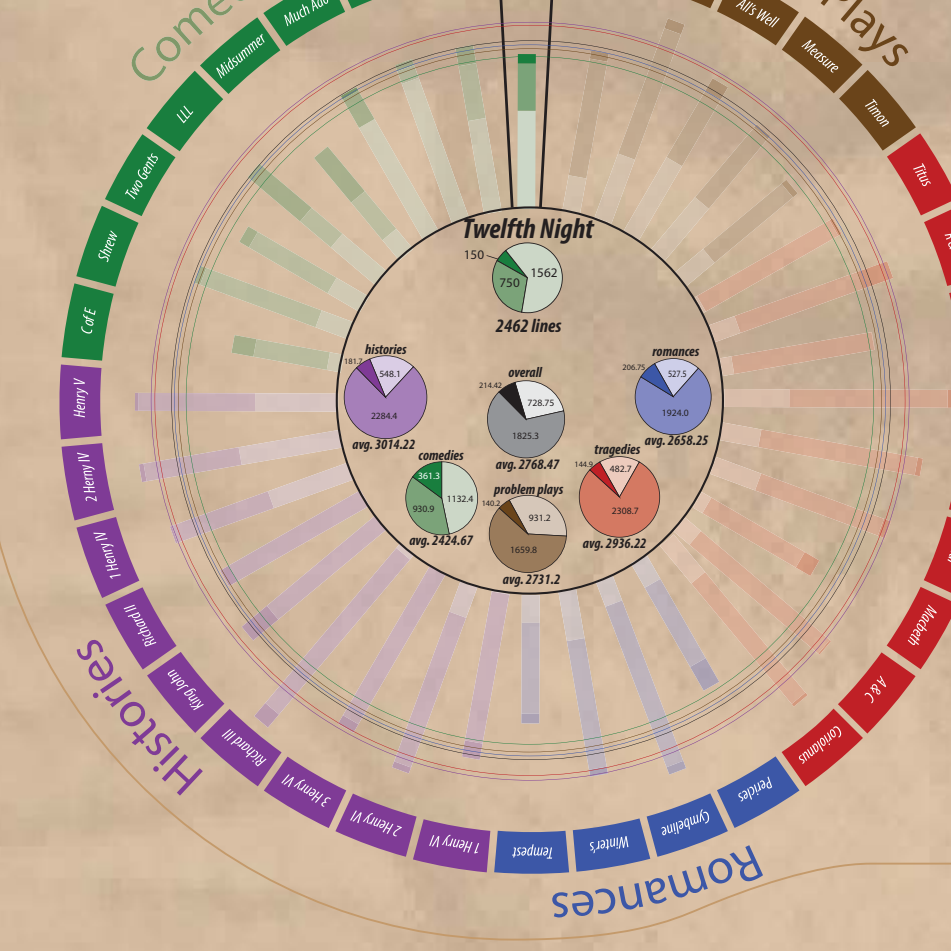 Come
Plays
Much Ado
Midsummer
LLL
Two Gents
Shrew
C of E
Henry V
2 Herny IV
1 Henry IV
Richard II
King John
Richard III
3 Henry VI
2 Henry VI
1 Henry VI
Tempest
Winter's
Cymbeline
Pericles
Coriolanus
A & C
Macbeth
Titus
Timon
Measure
All's Well
Histories
Romances
Twelfth Night
150
1562
750
2462 lines
histories
181.7
548.1
2284.4
avg. 3014.22
overall
214.42
728.75
1825.3
avg. 2768.47
romances
206.75
527.5
1924.0
avg. 2658.25
comedies
361.3
1132.4
930.9
avg. 2424.67
problem plays
140.2
931.2
1659.8
avg. 2731.2
tragedies
144.9
482.7
2308.7
avg. 2936.22